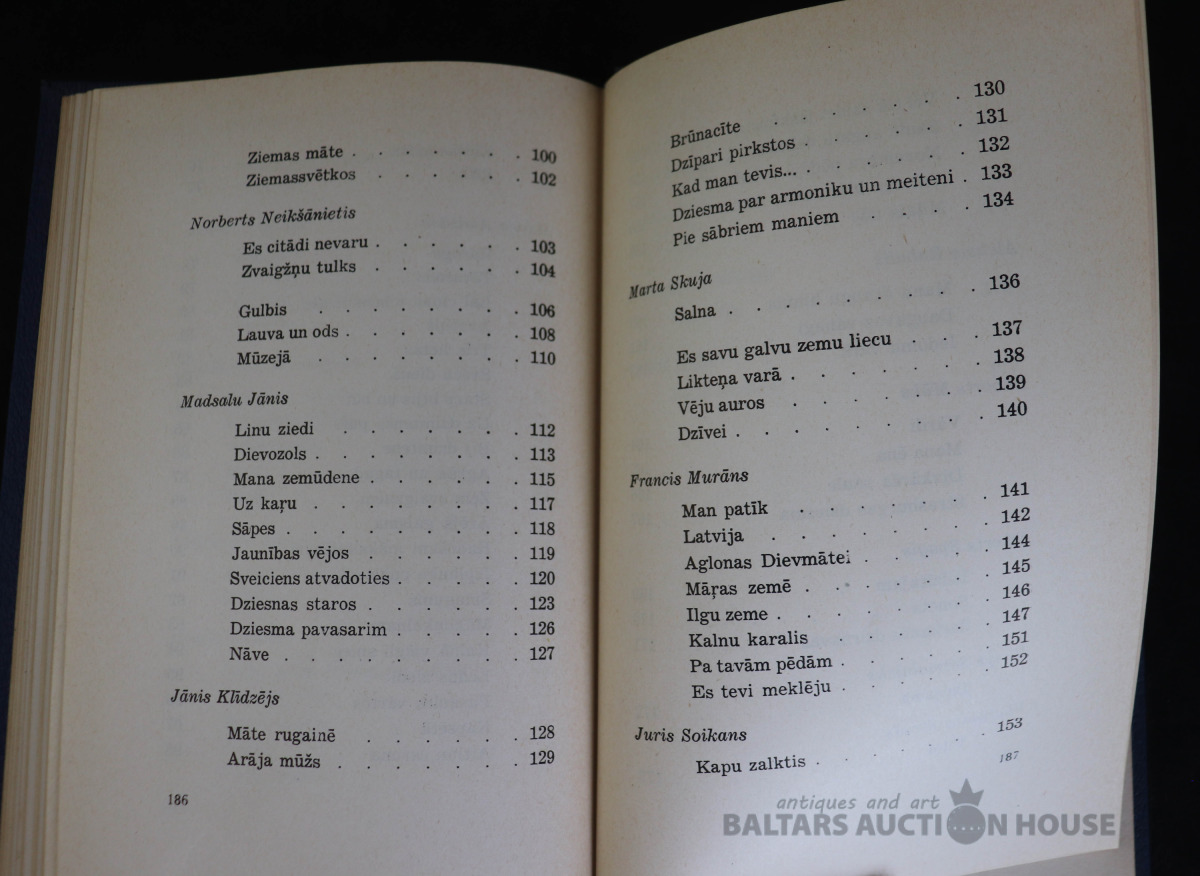 Ziemas māte . . . . . . 100
Ziemassvētkos . . . . . . 102
Norberts Neikšānietis
Es citādi nevaru . . . . . . 103
Zvaigžņu tulks . . . . . . 104
Gulbis . . . . . . . 106
Lauva un ods . . . . . . . 108
Mūzejā . . . . . . . 110
Madsalu Jānis
Linu ziedi . . . . . . . 112
Dievozols . . . . . . . . 113
Mana zemūdene . . . . . . 115
Uz kaŗu . . . . . . . . 117
Sāpes . . . . . . . . . 118
Jaunības vējos . . . . . . 119
Sveiciens atvadoties . . . . . 120
Dziesnas staros . . . . . . 123
Dziesma pavasarim . . . . . 126
Nāve . . . . . . . . . 127
Jānis Klīdzējs
Māte rugainē . . . . . . 128
Arāja mūžs . . . . . . . 129
186
Brūnacīte . . . . . . . 130
Dzīpari pirkstos . . . . . . 131
Kad man tevis... . . . . . . 132
Dziesma par armoniku un meiteni . 133
Pie sābriem maniem . . . . 134
Marta Skuja
Salna . . . . . . . . . 136
Es savu galvu zemu liecu . . . 137
Likteņa varā . . . . . . . 138
Vēju auros . . . . . . . 139
Dzīvei . . . . . . . . . 140
Francis Murāns
Man patīk . . . . . . . 141
Latvija . . . . . . . . 142
Aglonas Dievmātei . . . . . 144
Māŗas zemē . . . . . . . 145
Ilgu zeme . . . . . . . . 146
Kalnu karalis . . . . . . 147
Pa tavām pēdām . . . . . . 151
Es tevi meklēju . . . . . . 152
Juris Soikans
Kapu zalktis . . . . . . . 153
187
antiques and art
BALTARS AUCTION HOUSE